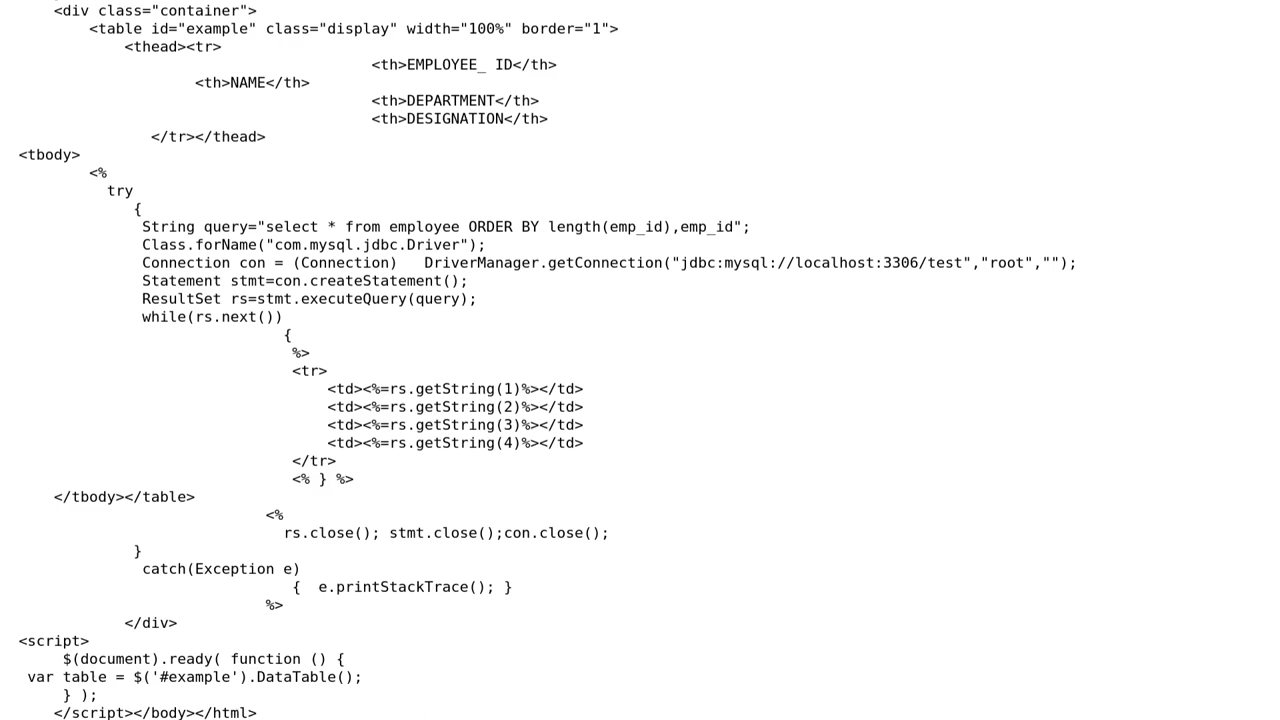 <div class="container">
<table id="example" class="display" width="100%" border="1">
<thead><tr>
<th>EMPLOYEE_ ID</th>
<th>NAME</th>
<th>DEPARTMENT</th>
<th>DESIGNATION</th>
</tr></thead>
<tbody>
<%
try
{
String query="select * from employee ORDER BY length(emp_id),emp_id";
Class.forName("com.mysql.jdbc.Driver");
Connection con = (Connection)   DriverManager.getConnection("jdbc:mysql://localhost:3306/test","root","");
Statement stmt=con.createStatement();
ResultSet rs=stmt.executeQuery(query);
while(rs.next())
{
%>
<tr>
<td><%=rs.getString(1)%></td>
<td><%=rs.getString(2)%></td>
<td><%=rs.getString(3)%></td>
<td><%=rs.getString(4)%></td>
</tr>
<% } %>
</tbody></table>
<%
rs.close(); stmt.close();con.close();
}
catch(Exception e)
{  e.printStackTrace(); }
%>
</div>
<script>
$(document).ready( function () {
var table = $('#example').DataTable();
} );
</script></body></html>